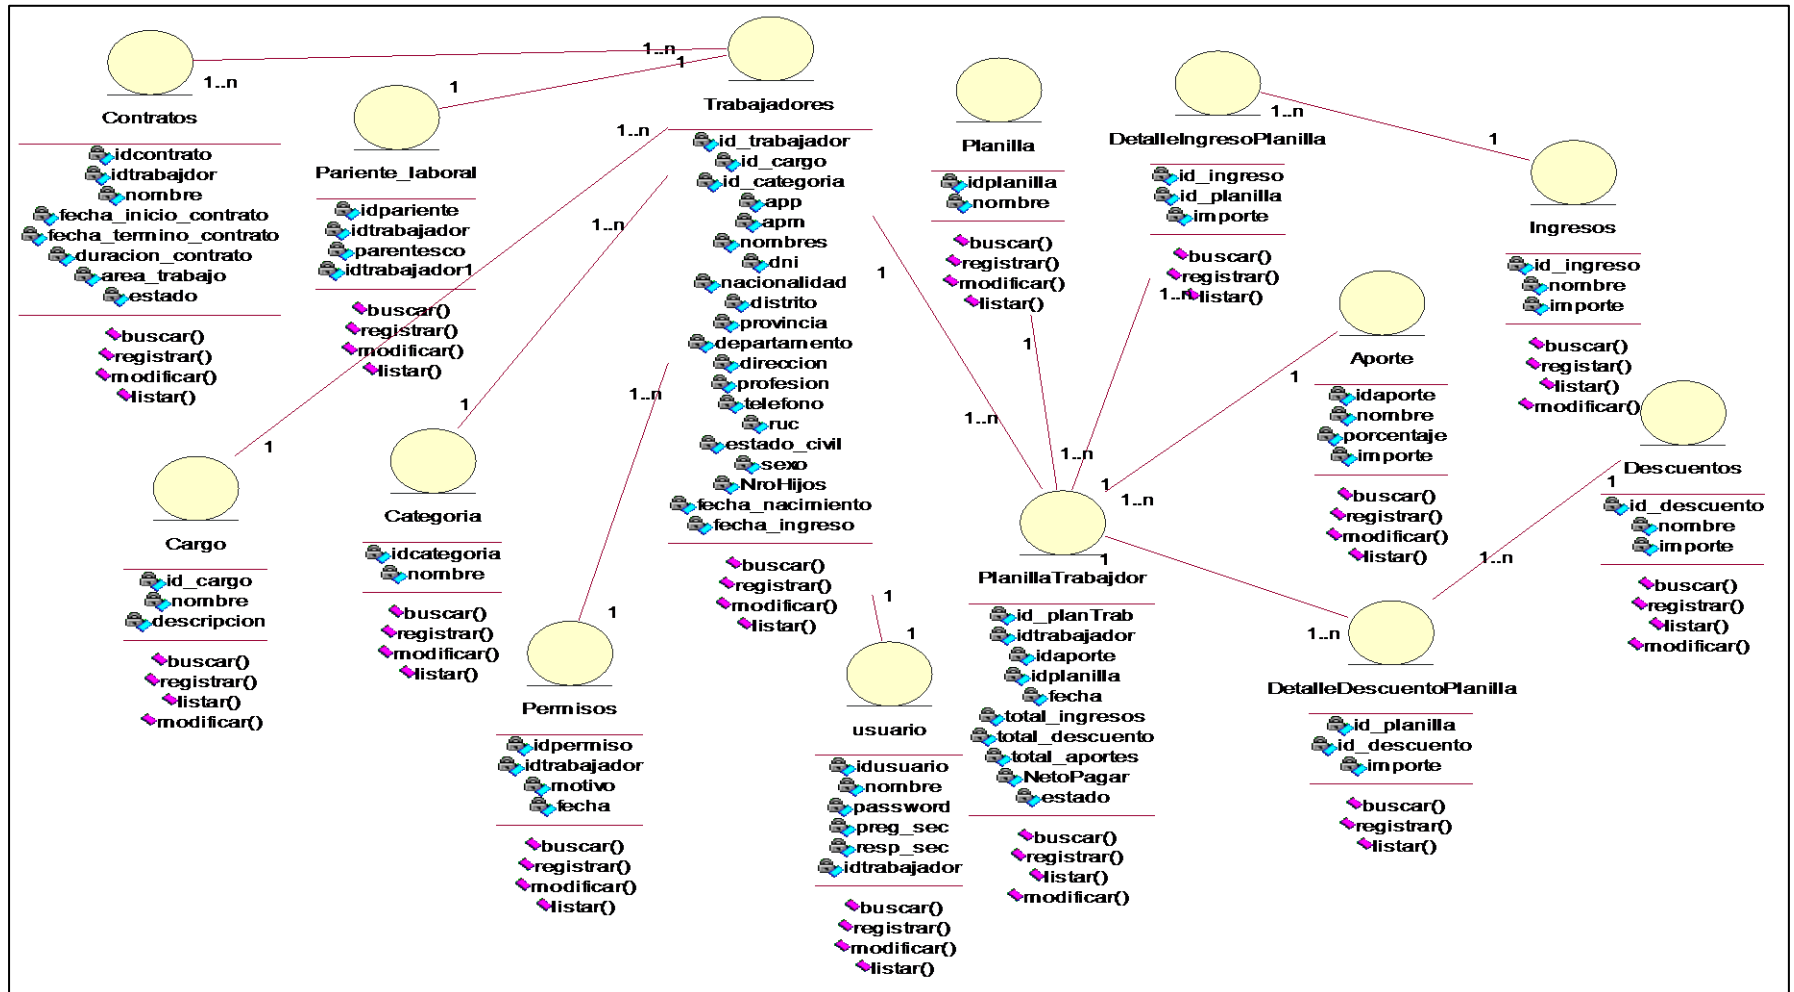 Contratos
idcontrato
idtrabajdor
nombre
fecha_inicio_contrato
fecha_termino_contrato
duracion_contrato
area_trabajo
estado
buscar()
registrar()
modificar()
listar()
1..n
1..n
1
1
Pariente_laboral
idpariente
idtrabajador
parentesco
idtrabajador1
buscar()
registrar()
modificar()
listar()
Trabajadores
id_trabajador
id_cargo
id_categoria
app
apm
nombres
dni
nacionalidad
distrito
provincia
departamento
direccion
profesion
telefono
ruc
estado_civil
sexo
NroHijos
fecha_nacimiento
fecha_ingreso
buscar()
registrar()
modificar()
listar()
1..n
1
1..n
1
1..n
1
1
1
1
1..n
Planilla
idplanilla
nombre
buscar()
registrar()
modificar()
listar()
1
1..n
DetalleIngresoPlanilla
id_ingreso
id_planilla
importe
buscar()
registrar()
listar()
1..n
1..n
1
Ingresos
id_ingreso
nombre
importe
buscar()
registar()
listar()
modificar()
Aporte
idaporte
nombre
porcentaje
importe
buscar()
registrar()
modificar()
listar()
1
1
1..n
Descuentos
id_descuento
nombre
importe
buscar()
registrar()
listar()
modificar()
1
1..n
Cargo
id_cargo
nombre
descripcion
buscar()
registrar()
listar()
modificar()
Categoria
idcategoria
nombre
buscar()
registrar()
modificar()
listar()
Permisos
idpermiso
idtrabajador
motivo
fecha
buscar()
registrar()
modificar()
listar()
usuario
idusuario
nombre
password
preg_sec
resp_sec
idtrabajador
buscar()
registrar()
modificar()
listar()
PlanillaTrabajdor
id_planTrab
idtrabajador
idaporte
idplanilla
fecha
total_ingresos
total_descuento
total_aportes
NetoPagar
estado
buscar()
registrar()
listar()
modificar()
1
1..n
DetalleDescuentoPlanilla
id_planilla
id_descuento
importe
buscar()
registrar()
listar()